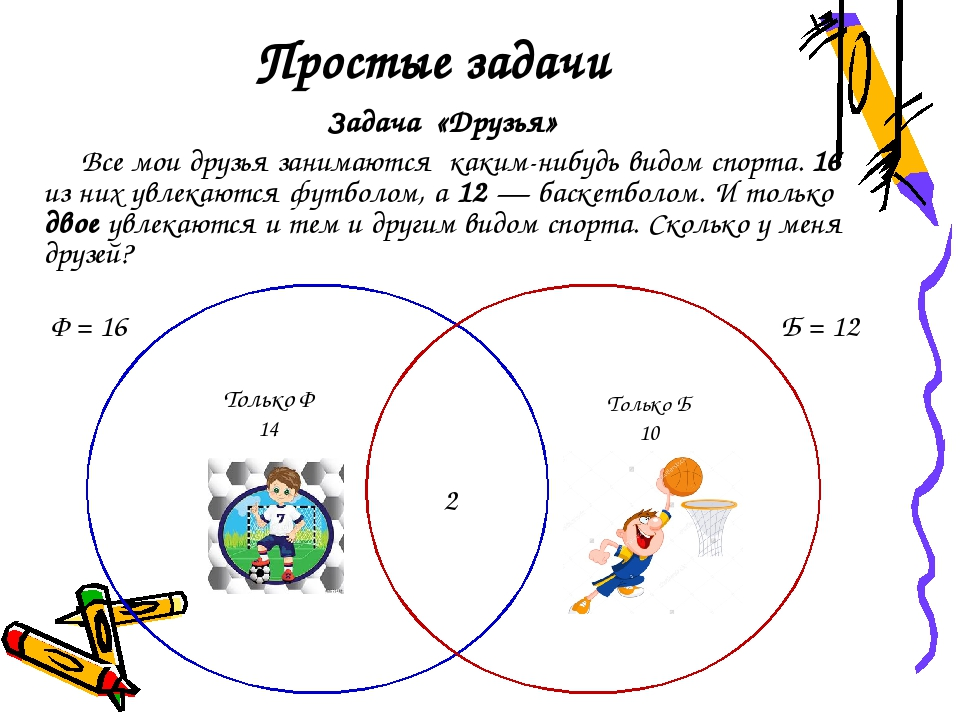 Простые задачи
Задача «Друзья»
Все мои друзья занимаются каким-нибудь видом спорта. 16
из них увлекаются футболом, а 12 — баскетболом. И только
двое увлекаются и тем и другим видом спорта. Сколько у меня
друзей?
Ф = 16
Б = 12
Только Ф
14
Только Б
10
2
7